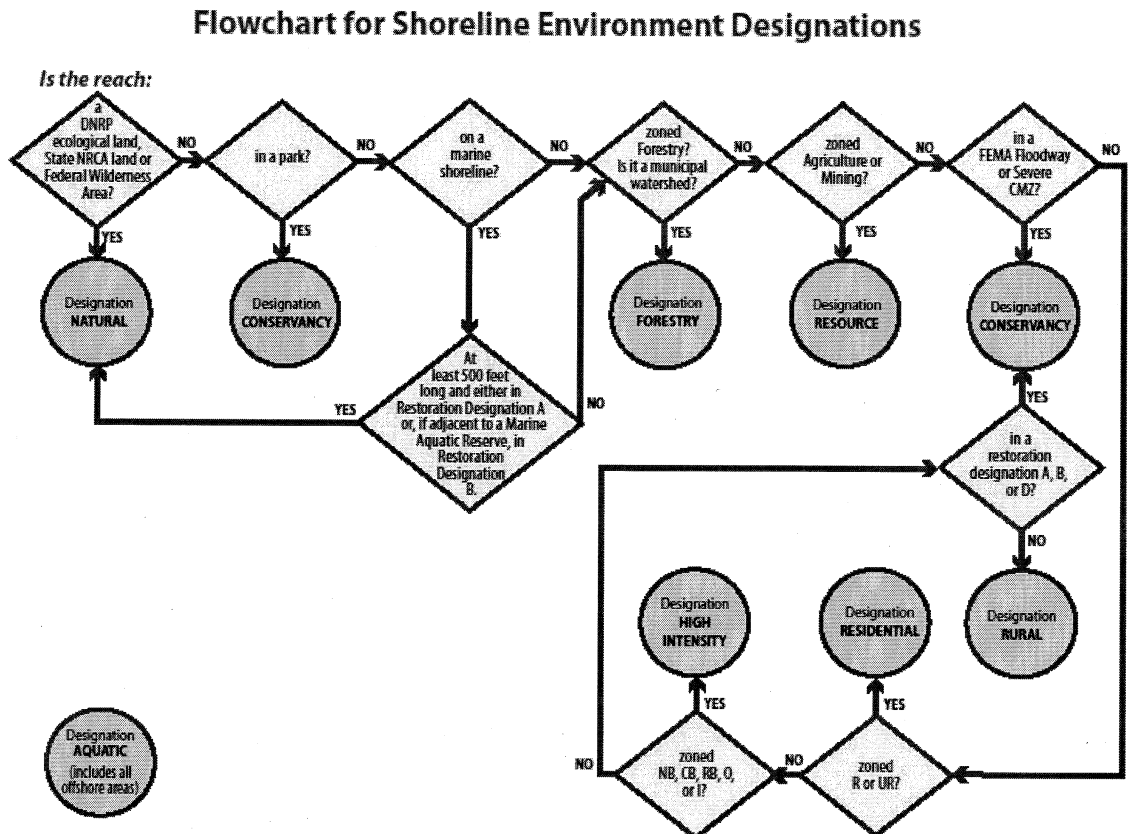 Flowchart for Shoreline Environment Designations
Is the reach:
a
DNRP
ecological land,
State NRCA land or
Federal Wilderness
Area?
NO
YES
Designation
NATURAL
in a park?
NO
YES
Designation
CONSERVANCY
on a
marine
shoreline?
NO
YES
At
least 500 feet
long and either in
Restoration Designation A
or, if adjacent to a Marine
Aquatic Reserve, in
Restoration
Designation
B.
YES
NO
zoned
Forestry?
Is it a municipal
watershed?
NO
YES
Designation
FORESTRY
zoned
Agriculture or
Mining?
NO
YES
Designation
RESOURCE
in a
FEMA Floodway
or Severe
CMZ?
NO
YES
Designation
CONSERVANCY
YES
in a
restoration
designation A, B,
or D?
NO
Designation
RURAL
Designation
RESIDENTIAL
YES
zoned
R or UR?
NO
Designation
HIGH
INTENSITY
YES
zoned
NB, CB, RB, O,
or I?
NO
Designation
AQUATIC
(includes all
offshore areas)